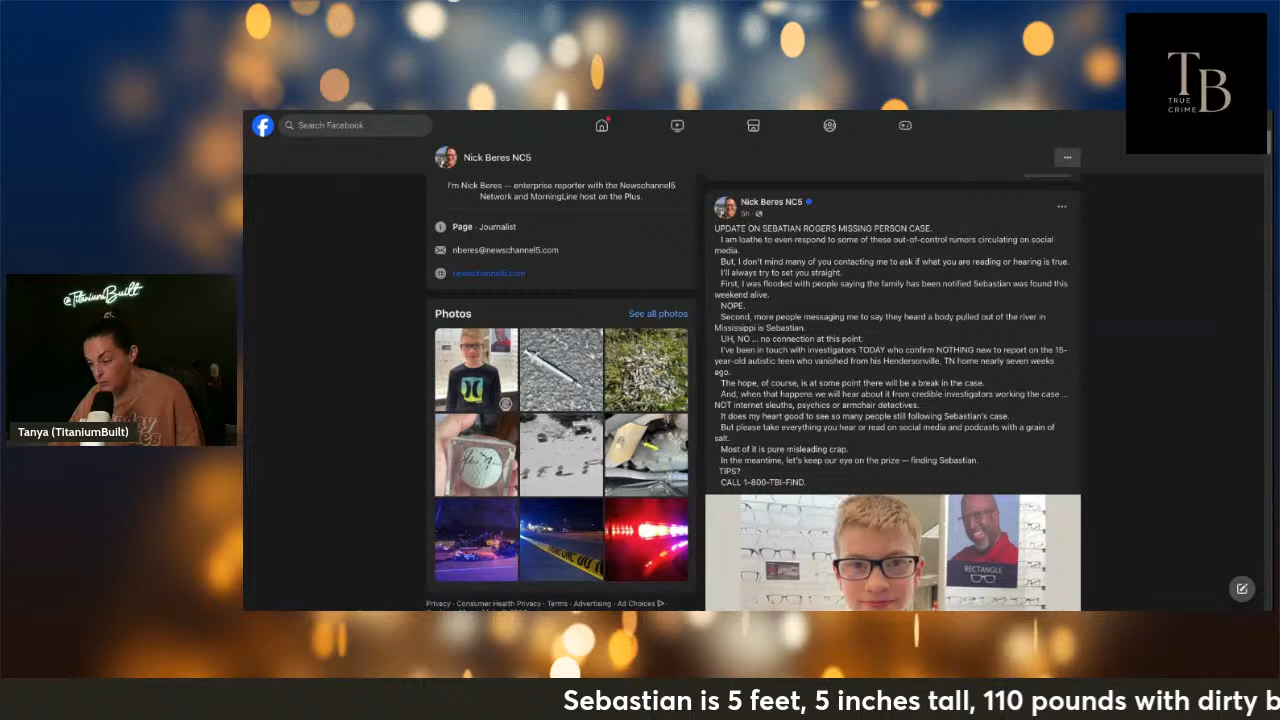 TB
TRUE
CRIME
Search Facebook
Nick Beres NC5
I'm Nick Beres -- enterprise reporter with the Newschannel5
Network and MorningLine host on the Plus.
Page · Journalist
nberes@newschannel5.com
newschannel5.com
Photos
See all photos
Nick Beres NC5
5h ·
UPDATE ON SEBATIAN ROGERS MISSING PERSON CASE.
I am loathe to even respond to some of these out-of-control rumors circulating on social
media.
But, I don't mind many of you contacting me to ask if what you are reading or hearing is true.
I'll always try to set you straight.
First, I was flooded with people saying the family has been notified Sebastian was found this
weekend alive.
NOPE.
Second, more people messaging me to say they heard a body pulled out of the river in
Mississippi is Sebastian.
UH, NO ... no connection at this point.
I've been in touch with investigators TODAY who confirm NOTHING new to report on the 15-
year-old autistic teen who vanished from his Hendersonville, TN home nearly seven weeks
ago.
The hope, of course, is at some point there will be a break in the case.
And, when that happens we will hear about it from credible investigators working the case ...
NOT internet sleuths, psychics or armchair detectives.
It does my heart good to see so many people still following Sebastian's case.
But please take everything you hear or read on social media and podcasts with a grain of
salt.
Most of it is pure misleading crap.
In the meantime, let's keep our eye on the prize -- finding Sebastian.
TIPS?
CALL 1-800-TBI-FIND.
RECTANGLE
Privacy · Consumer Health Privacy · Terms · Advertising · Ad Choices ·
@TitaniumBuilt
Tanya (TitaniumBuilt)
Sebastian is 5 feet, 5 inches tall, 110 pounds with dirty b